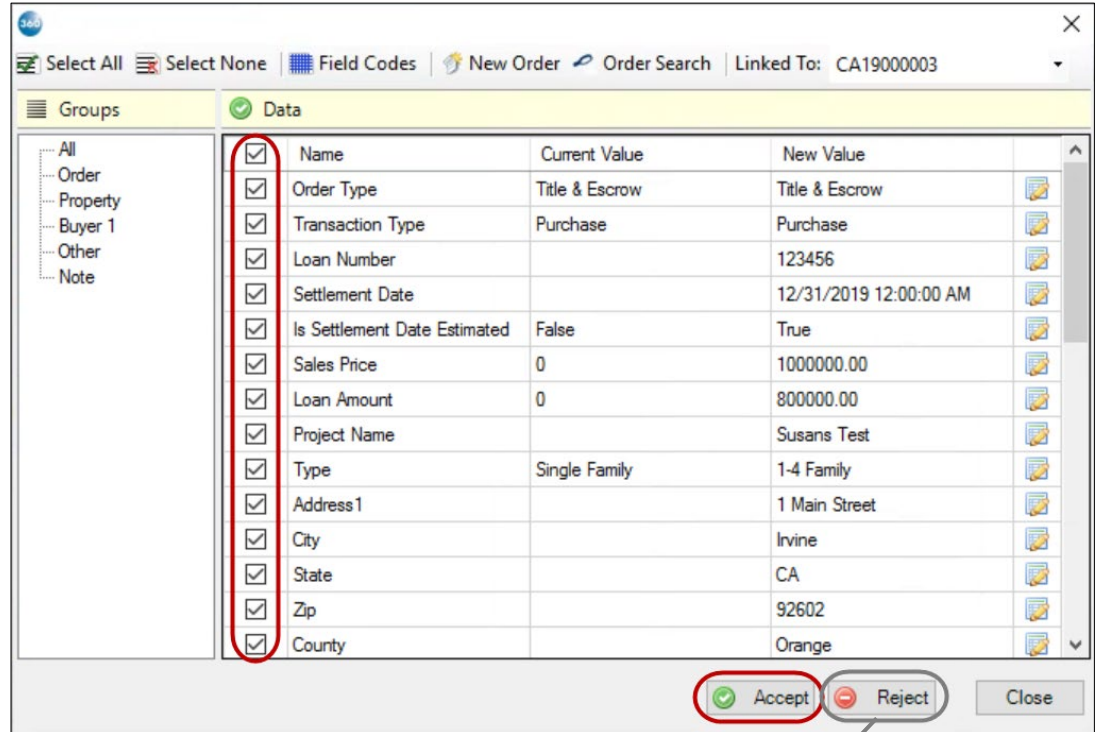 360
Select All Select None Field Codes New Order Order Search Linked To: CA19000003
Groups Data
All
Order
Property
Buyer 1
Other
Note
Name Current Value New Value
Order Type Title & Escrow Title & Escrow
Transaction Type Purchase Purchase
Loan Number 123456
Settlement Date 12/31/2019 12:00:00 AM
Is Settlement Date Estimated False True
Sales Price 0 1000000.00
Loan Amount 0 800000.00
Project Name Susans Test
Type Single Family 1-4 Family
Address1 1 Main Street
City Irvine
State CA
Zip 92602
County Orange
Accept Reject Close